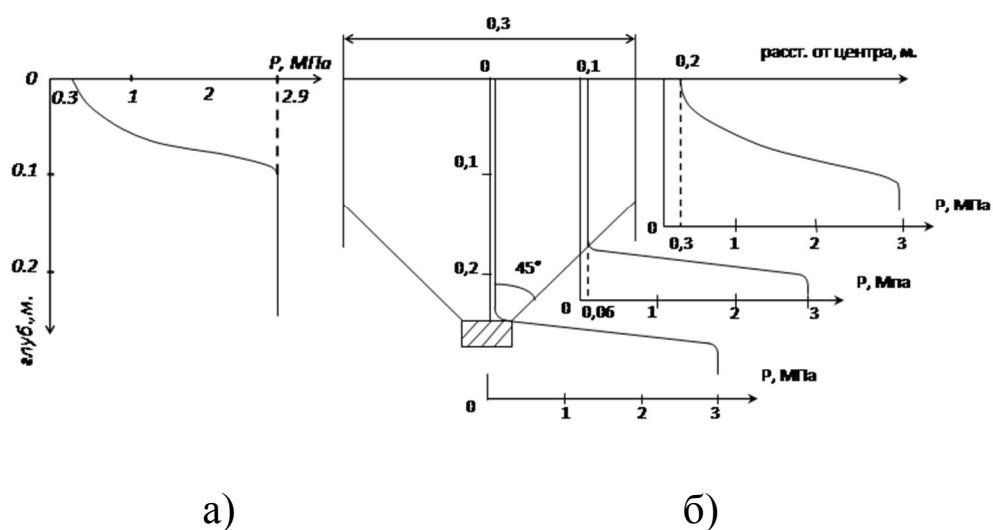 P, МПа
0
0.3 1 2 2.9
0.1
0.2
глуб.,м.
а)
0,3
0 0,1 0,2 расст. от центра, м.
0,1
0,2
45°
P, МПа
0 0,3 1 2 3
P, Мпа
0 0,06 1 2 3
P, МПа
0 1 2 3
б)